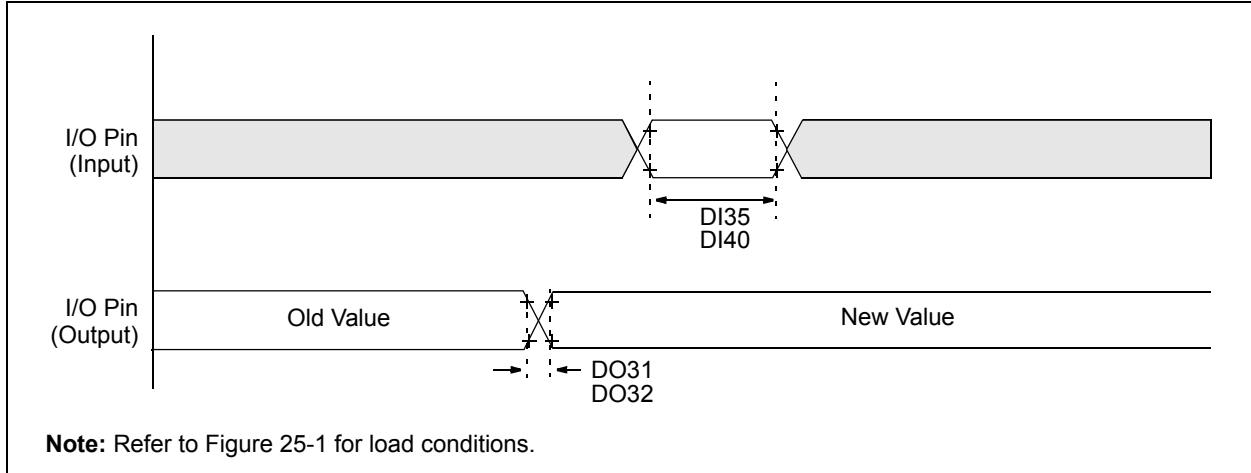 I/O Pin
(Input)
DI35
DI40
I/O Pin
(Output)
Old Value
New Value
DO31
DO32
Note: Refer to Figure 25-1 for load conditions.